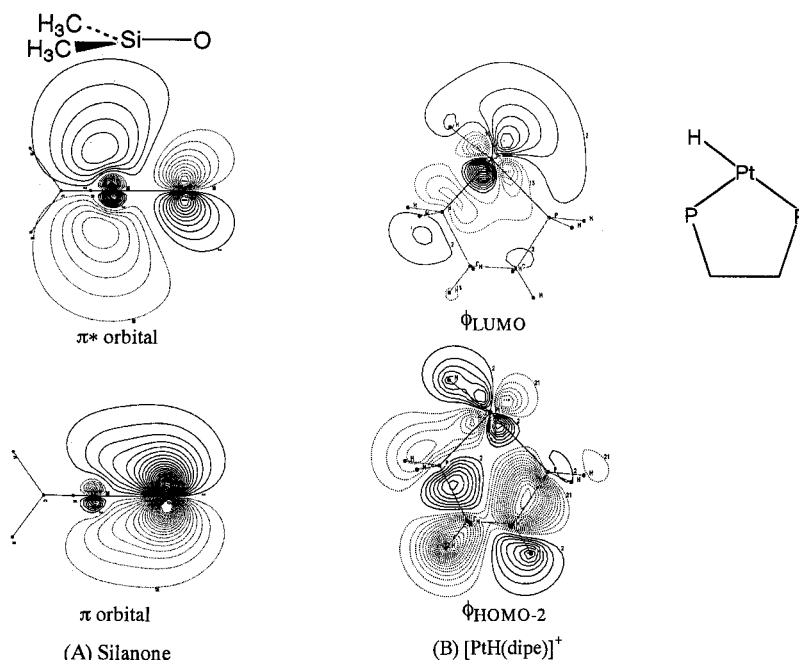 H₃C
Si
O
H₃C
π* orbital
ϕLUMO
H
Pt
P
P
π orbital
ϕHOMO-2
(A) Silanone
(B) [PtH(dipe)]⁺